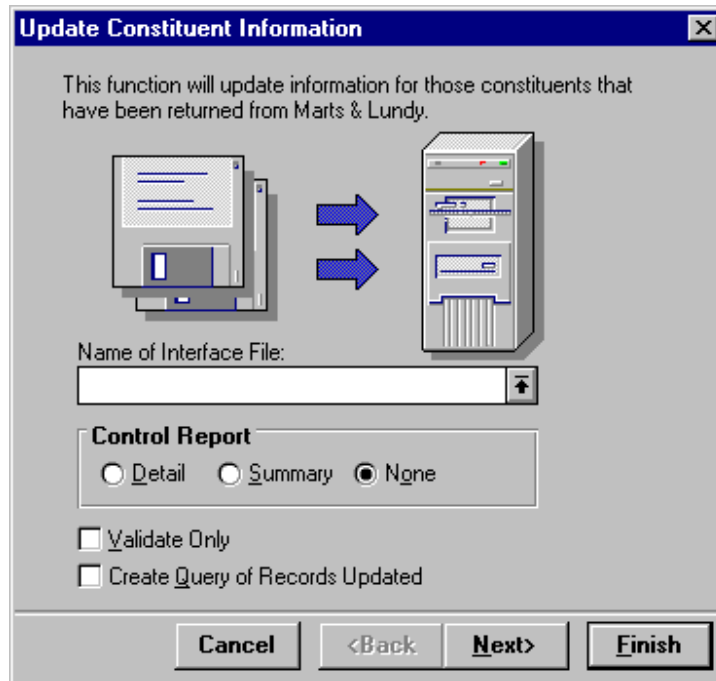 Update Constituent Information
This function will update information for those constituents that
have been returned from Marts & Lundy.
Name of Interface File:
Control Report
Detail Summary None
Validate Only
Create Query of Records Updated
Cancel <Back Next> Finish